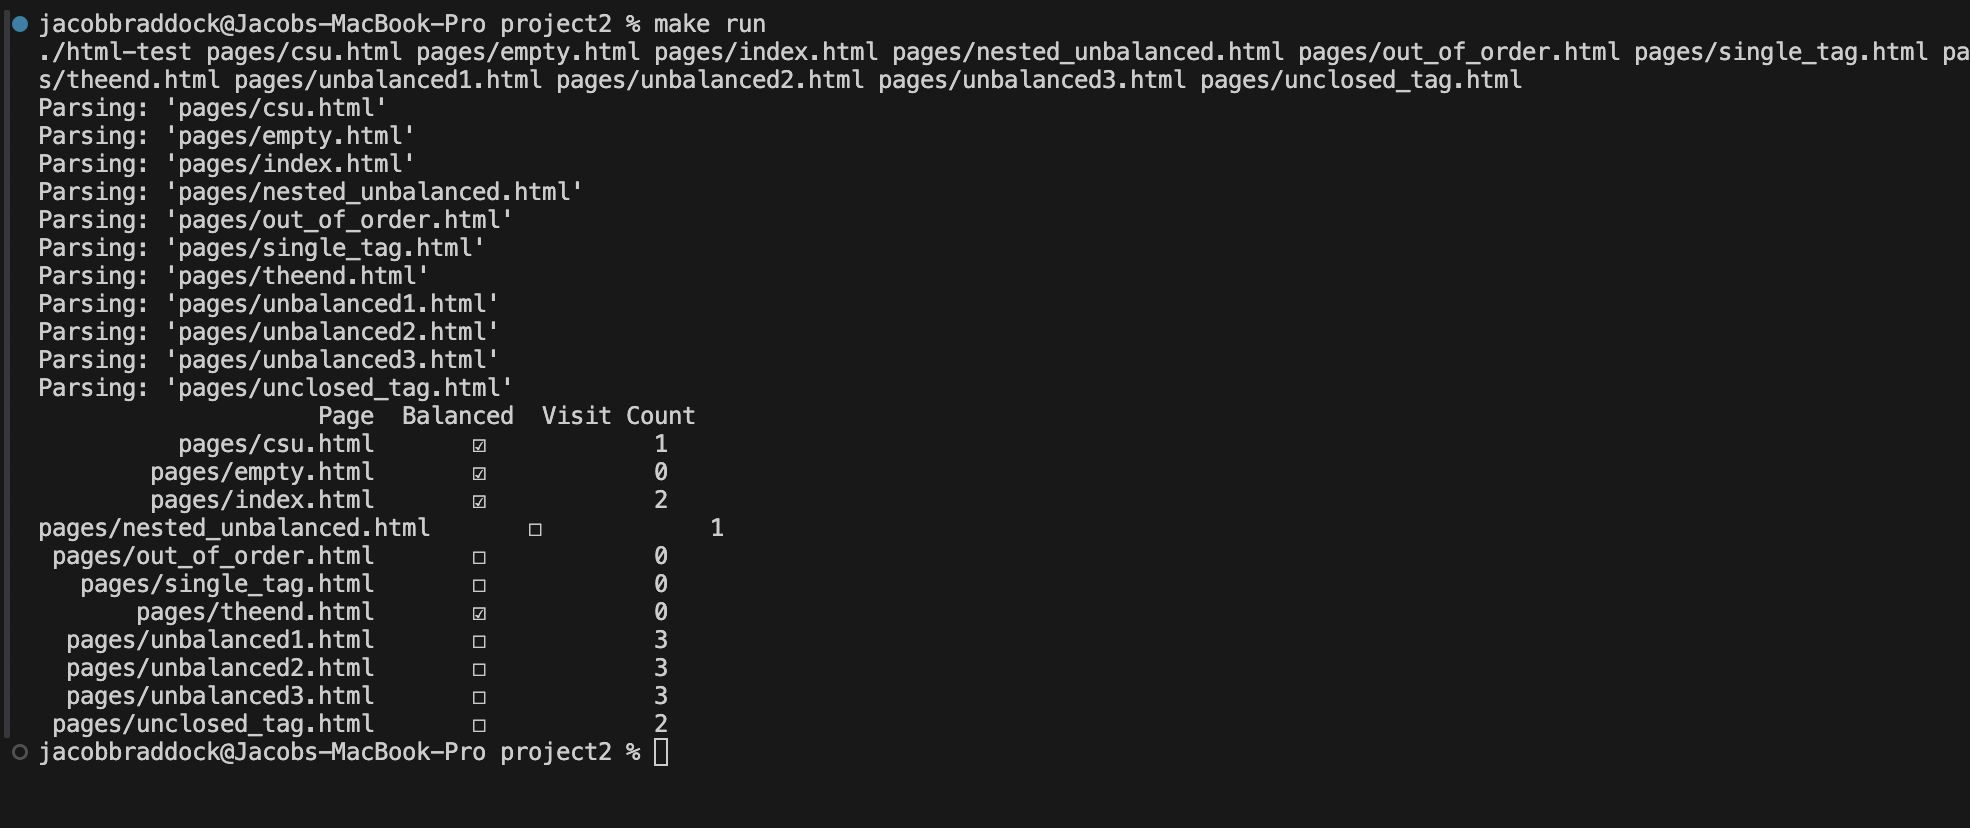 jacobbraddock@Jacobs-MacBook-Pro project2 % make run
./html-test pages/csu.html pages/empty.html pages/index.html pages/nested_unbalanced.html pages/out_of_order.html pages/single_tag.html pa
s/theend.html pages/unbalanced1.html pages/unbalanced2.html pages/unbalanced3.html pages/unclosed_tag.html
Parsing: 'pages/csu.html'
Parsing: 'pages/empty.html'
Parsing: 'pages/index.html'
Parsing: 'pages/nested_unbalanced.html'
Parsing: 'pages/out_of_order.html'
Parsing: 'pages/single_tag.html'
Parsing: 'pages/theend.html'
Parsing: 'pages/unbalanced1.html'
Parsing: 'pages/unbalanced2.html'
Parsing: 'pages/unbalanced3.html'
Parsing: 'pages/unclosed_tag.html'
Page  Balanced  Visit Count
pages/csu.html ☑ 1
pages/empty.html ☑ 0
pages/index.html ☑ 2
pages/nested_unbalanced.html ☐ 1
pages/out_of_order.html ☐ 0
pages/single_tag.html ☐ 0
pages/theend.html ☑ 0
pages/unbalanced1.html ☐ 3
pages/unbalanced2.html ☐ 3
pages/unbalanced3.html ☐ 3
pages/unclosed_tag.html ☐ 2
jacobbraddock@Jacobs-MacBook-Pro project2 %